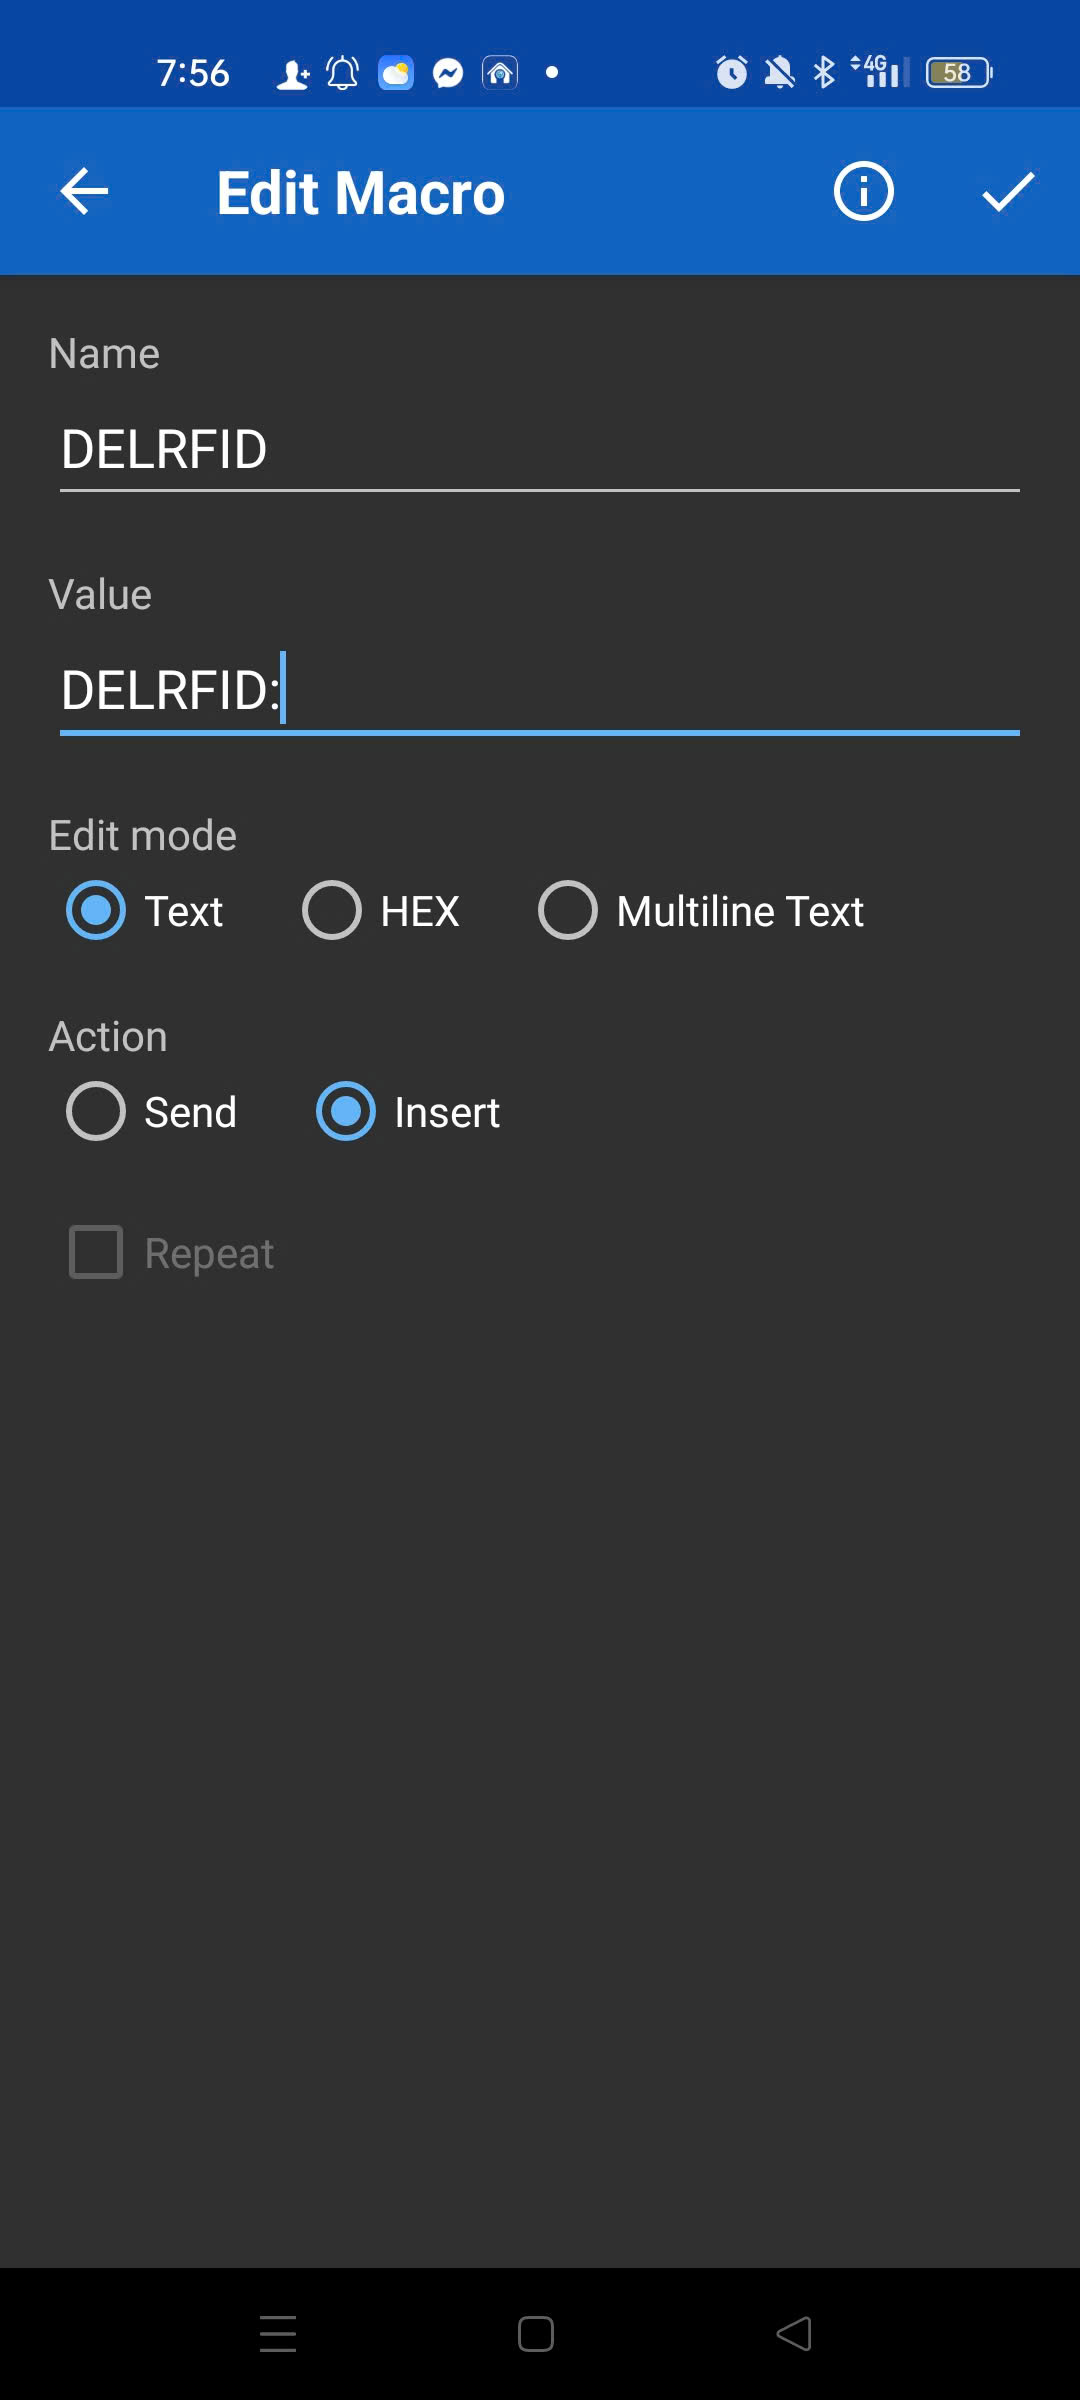 7:56
4G
58
Edit Macro
Name
DELRFID
Value
DELRFID:
Edit mode
Text HEX Multiline Text
Action
Send Insert
Repeat